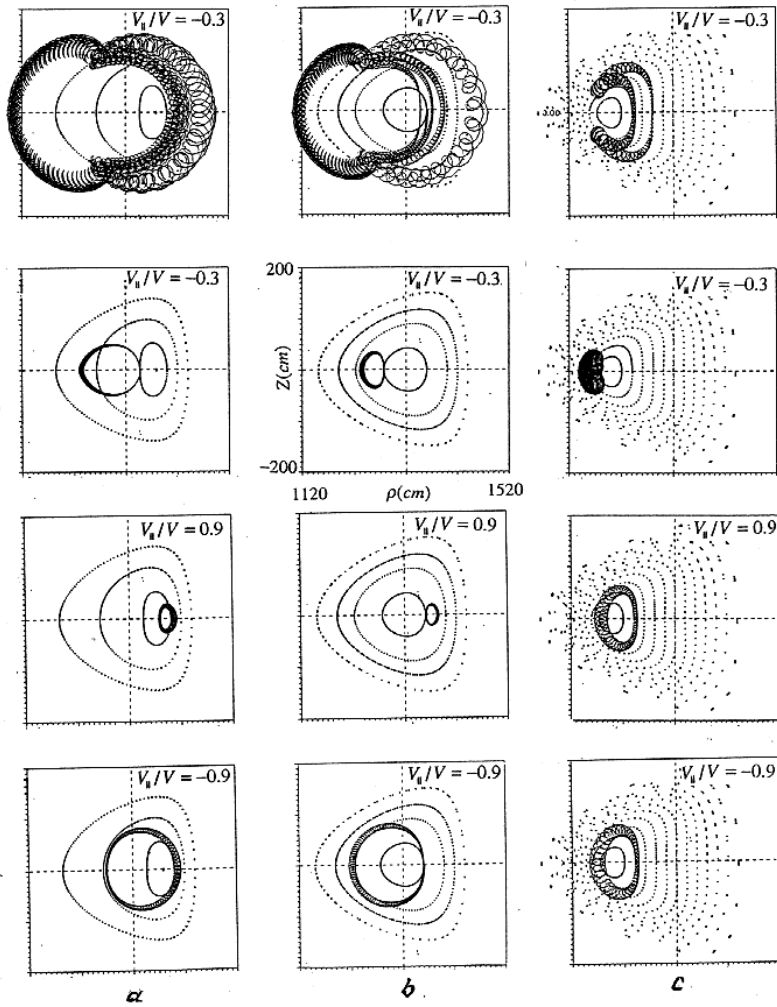 V∥/V = −0.3
V∥/V = −0.3
V∥/V = −0.3
V∥/V = −0.3
200
V∥/V = −0.3
V∥/V = −0.3
Z(cm)
−200
1120 ρ(cm) 1520
V∥/V = 0.9
V∥/V = 0.9
V∥/V = 0.9
V∥/V = −0.9
V∥/V = −0.9
V∥/V = −0.9
a b c